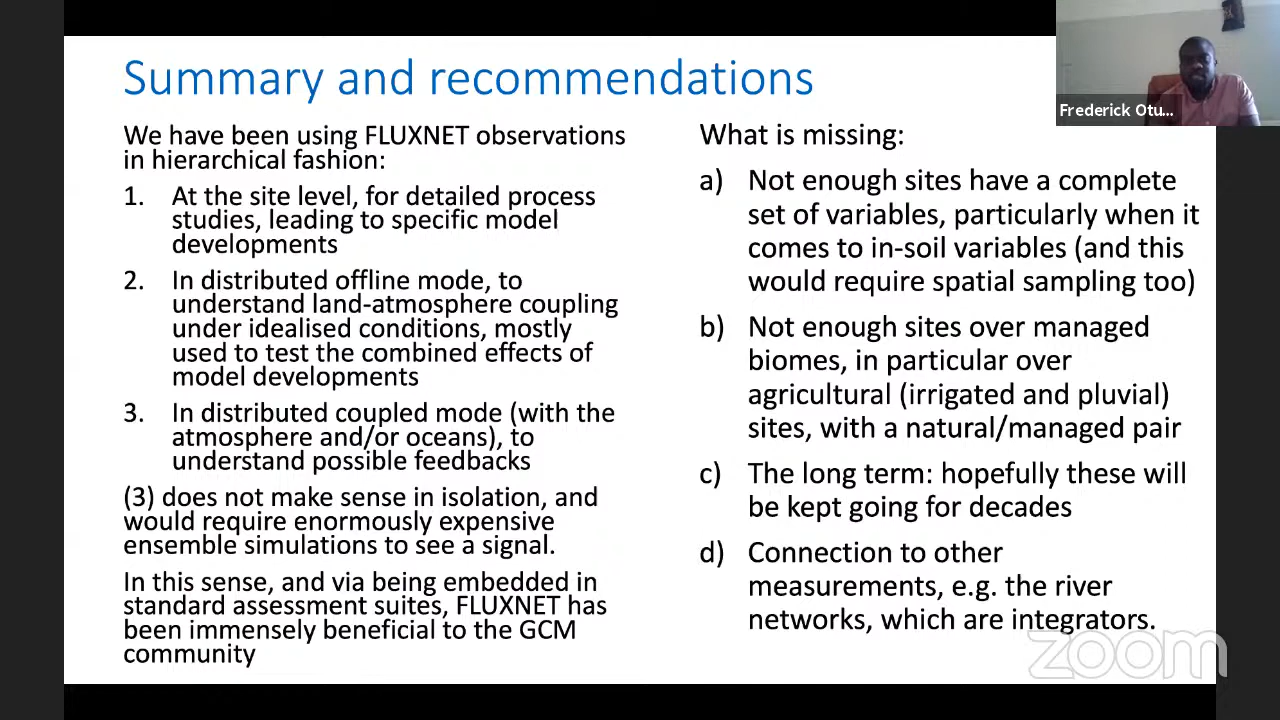 Summary and recommendations
We have been using FLUXNET observations
in hierarchical fashion:
1. At the site level, for detailed process
studies, leading to specific model
developments
2. In distributed offline mode, to
understand land-atmosphere coupling
under idealised conditions, mostly
used to test the combined effects of
model developments
3. In distributed coupled mode (with the
atmosphere and/or oceans), to
understand possible feedbacks
(3) does not make sense in isolation, and
would require enormously expensive
ensemble simulations to see a signal.
In this sense, and via being embedded in
standard assessment suites, FLUXNET has
been immensely beneficial to the GCM
community
What is missing:
a) Not enough sites have a complete
set of variables, particularly when it
comes to in-soil variables (and this
would require spatial sampling too)
b) Not enough sites over managed
biomes, in particular over
agricultural (irrigated and pluvial)
sites, with a natural/managed pair
c) The long term: hopefully these will
be kept going for decades
d) Connection to other
measurements, e.g. the river
networks, which are integrators.
Frederick Otu...
zoom